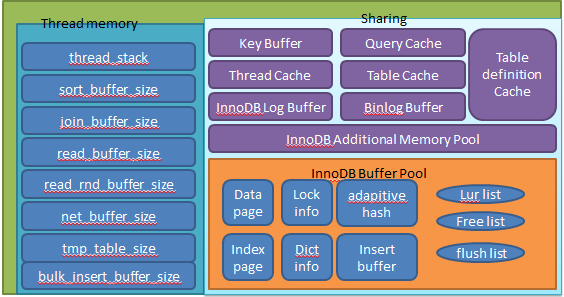 Thread memory
thread_stack
sort_buffer_size
join_buffer_size
read_buffer_size
read_rnd_buffer_size
net_buffer_size
tmp_table_size
bulk_insert_buffer_size
Sharing
Key Buffer
Query Cache
Thread Cache
Table Cache
InnoDB Log Buffer
Binlog Buffer
Table
definition
Cache
InnoDB Additional Memory Pool
InnoDB Buffer Pool
Data
page
Lock
info
adapitive
hash
Lur list
Free list
Index
page
Dict
info
Insert
buffer
flush list